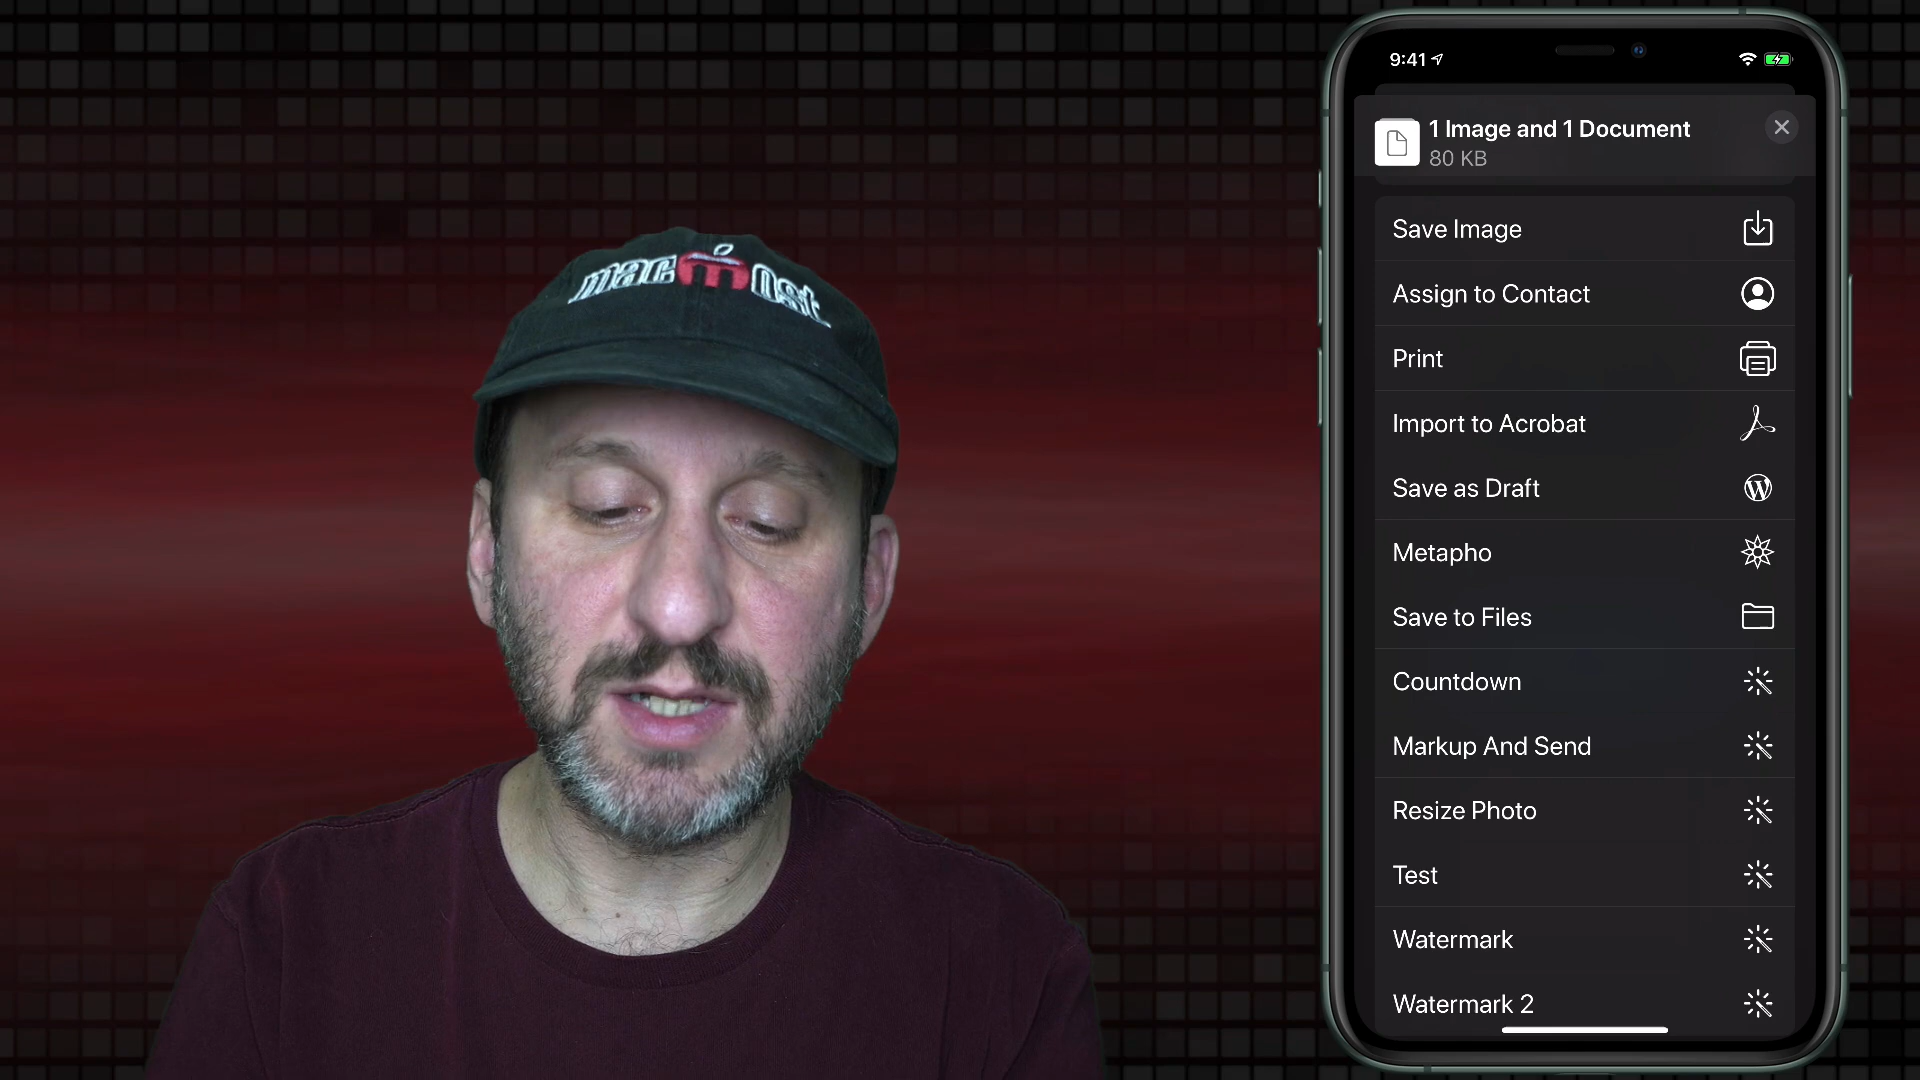 macmost
9:41
1 Image and 1 Document
80 KB
Save Image
Assign to Contact
Print
Import to Acrobat
Save as Draft
Metapho
Save to Files
Countdown
Markup And Send
Resize Photo
Test
Watermark
Watermark 2